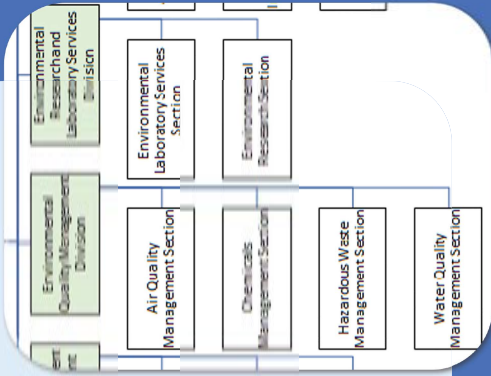 Environmental
Researchand
Laboratory Services
Division
Environmental
Laboratory Services
Section
Environmental
Research Section
Environmental
Quality Management
Division
Air Quality
Management Section
Chemicals
Management Section
Hazardous Waste
Management Section
Water Quality
Management Section